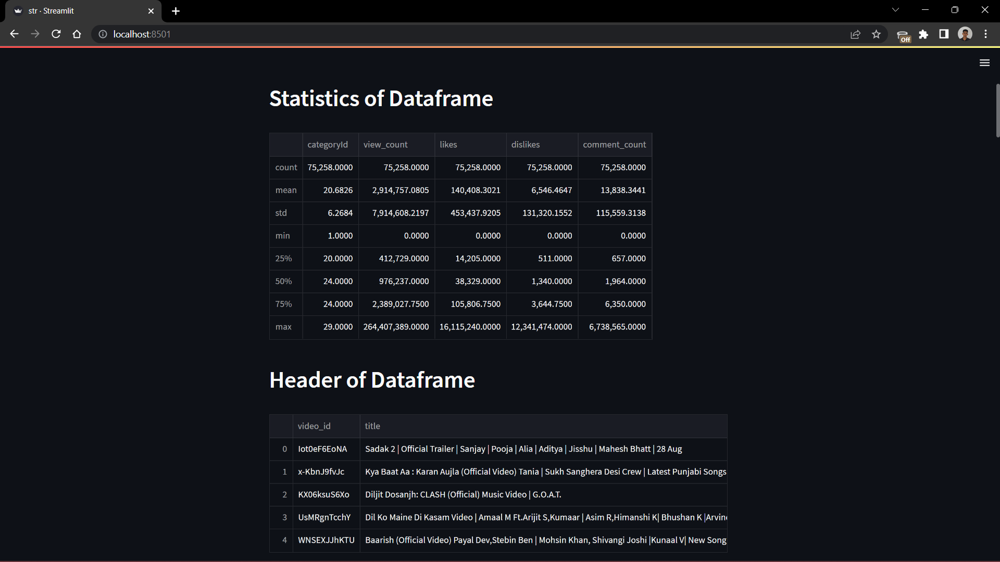 str · Streamlit
localhost:8501
Off
Statistics of Dataframe
categoryId view_count likes dislikes comment_count
count 75,258.0000 75,258.0000 75,258.0000 75,258.0000 75,258.0000
mean 20.6826 2,914,757.0805 140,408.3021 6,546.4647 13,838.3441
std 6.2684 7,914,608.2197 453,437.9205 131,320.1552 115,559.3138
min 1.0000 0.0000 0.0000 0.0000 0.0000
25% 20.0000 412,729.0000 14,205.0000 511.0000 657.0000
50% 24.0000 976,237.0000 38,329.0000 1,340.0000 1,964.0000
75% 24.0000 2,389,027.7500 105,806.7500 3,644.7500 6,350.0000
max 29.0000 264,407,389.0000 16,115,240.0000 12,341,474.0000 6,738,565.0000
Header of Dataframe
video_id title
0 Iot0eF6EoNA Sadak 2 | Official Trailer | Sanjay | Pooja | Alia | Aditya | Jisshu | Mahesh Bhatt | 28 Aug
1 x-KbnJ9fvJc Kya Baat Aa : Karan Aujla (Official Video) Tania | Sukh Sanghera Desi Crew | Latest Punjabi Songs
2 KX06ksuS6Xo Diljit Dosanjh: CLASH (Official) Music Video | G.O.A.T.
3 UsMRgnTcchY Dil Ko Maine Di Kasam Video | Amaal M Ft.Arijit S,Kumaar | Asim R,Himanshi K| Bhushan K |Arvin
4 WNSEXJJhKTU Baarish (Official Video) Payal Dev,Stebin Ben | Mohsin Khan, Shivangi Joshi |Kunaal V| New Song